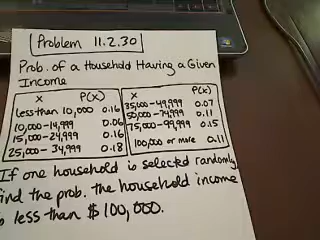 Problem 11.2.30
Prob. of a Household Having a Given
Income
x P(x)
less than 10,000 0.16
10,000-14,999 0.06
15,000-24,999 0.16
25,000-34,999 0.18
x P(x)
35,000-49,999 0.07
50,000-74,999 0.11
75,000-99,999 0.15
100,000 or more 0.11
If one household is selected randomly
find the prob. the household income
is less than $100,000.